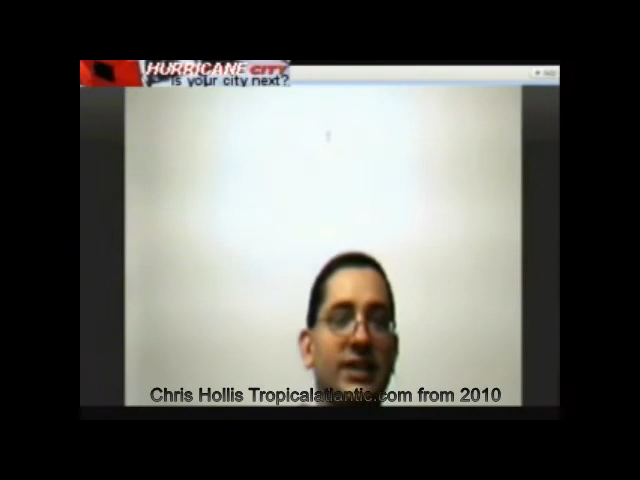 HURRICANE CITY
is your city next?
Chris Hollis Tropicalatlantic.com from 2010